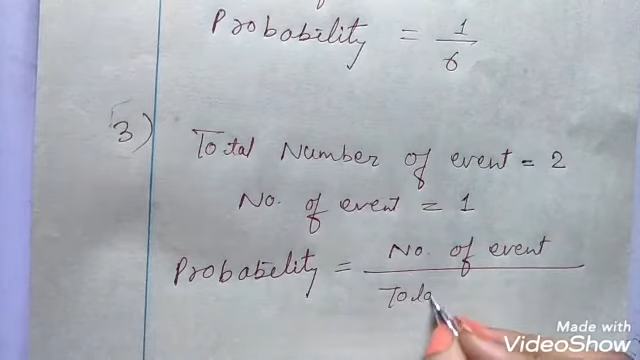 Probability = 1/6
3) Total Number of event = 2
No. of event = 1
Probability = No. of event
Tota
Made with
VideoShow